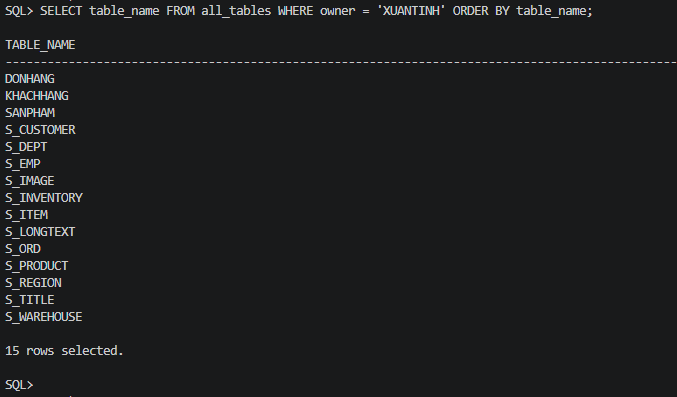 SQL> SELECT table_name FROM all_tables WHERE owner = 'XUANTINH' ORDER BY table_name;
TABLE_NAME
----------------------------------------------------------------------------------------------------
DONHANG
KHACHHANG
SANPHAM
S_CUSTOMER
S_DEPT
S_EMP
S_IMAGE
S_INVENTORY
S_ITEM
S_LONGTEXT
S_ORD
S_PRODUCT
S_REGION
S_TITLE
S_WAREHOUSE
15 rows selected.
SQL>